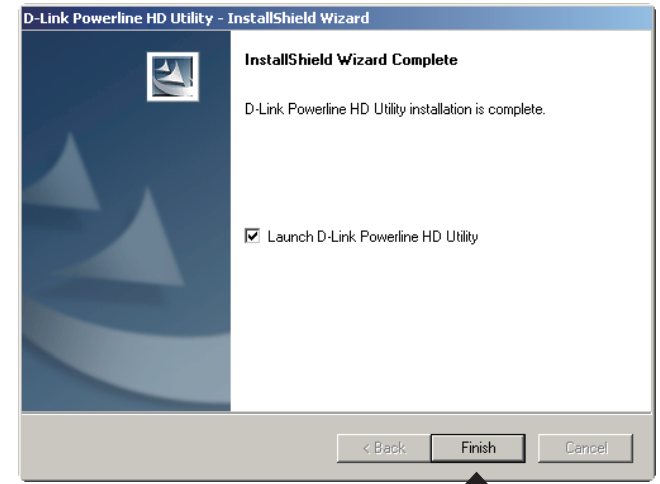 D-Link Powerline HD Utility - InstallShield Wizard
InstallShield Wizard Complete
D-Link Powerline HD Utility installation is complete.
Launch D-Link Powerline HD Utility
< Back Finish Cancel